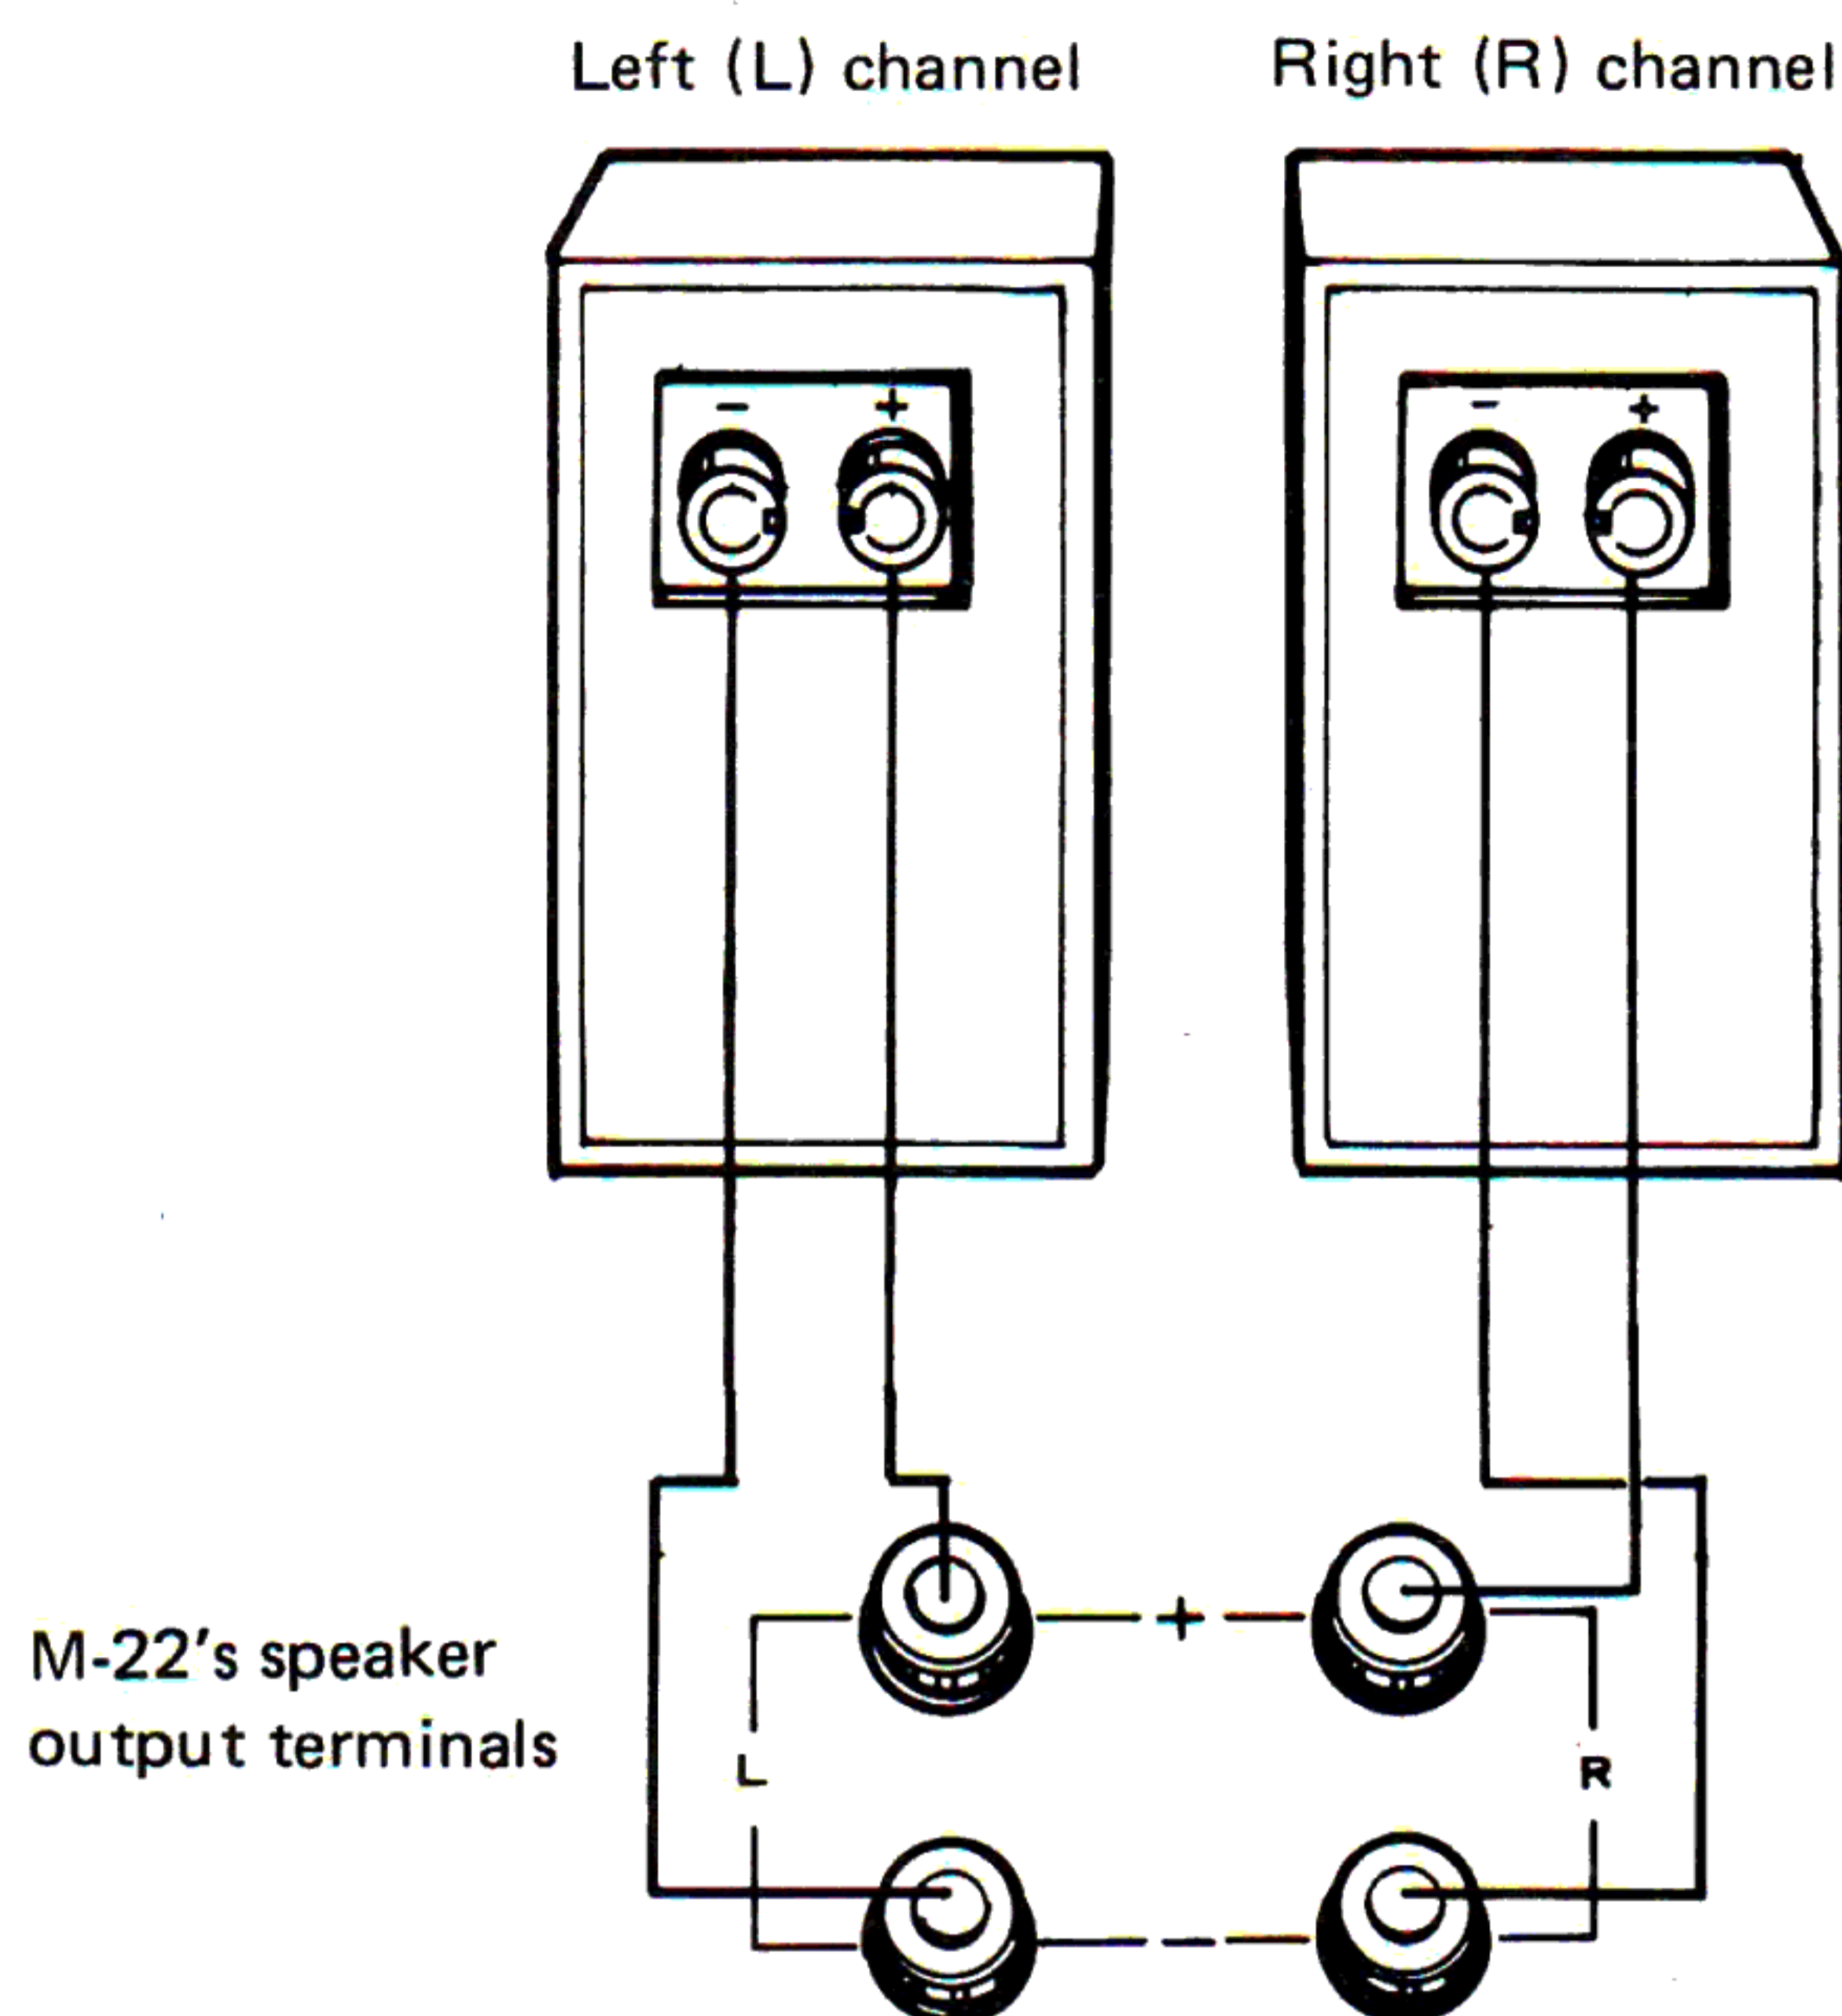 Left (L) channel
Right (R) channel
− +
− +
M-22's speaker
output terminals
+
L
R
−